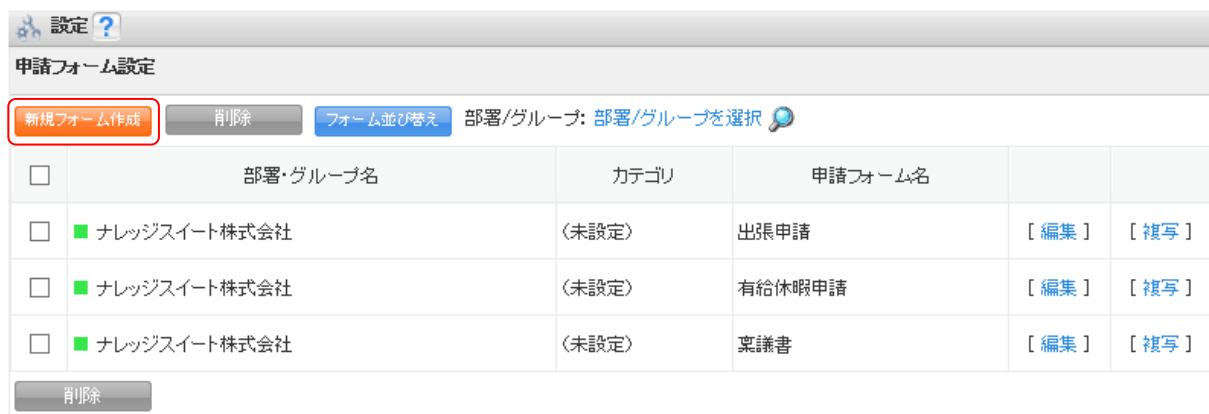 設定 ?
申請フォーム設定
新規フォーム作成 削除 フォーム並び替え 部署/グループ: 部署/グループを選択
部署・グループ名 カテゴリ 申請フォーム名
ナレッジスイート株式会社 (未設定) 出張申請 [ 編集 ] [ 複写 ]
ナレッジスイート株式会社 (未設定) 有給休暇申請 [ 編集 ] [ 複写 ]
ナレッジスイート株式会社 (未設定) 稟議書 [ 編集 ] [ 複写 ]
削除